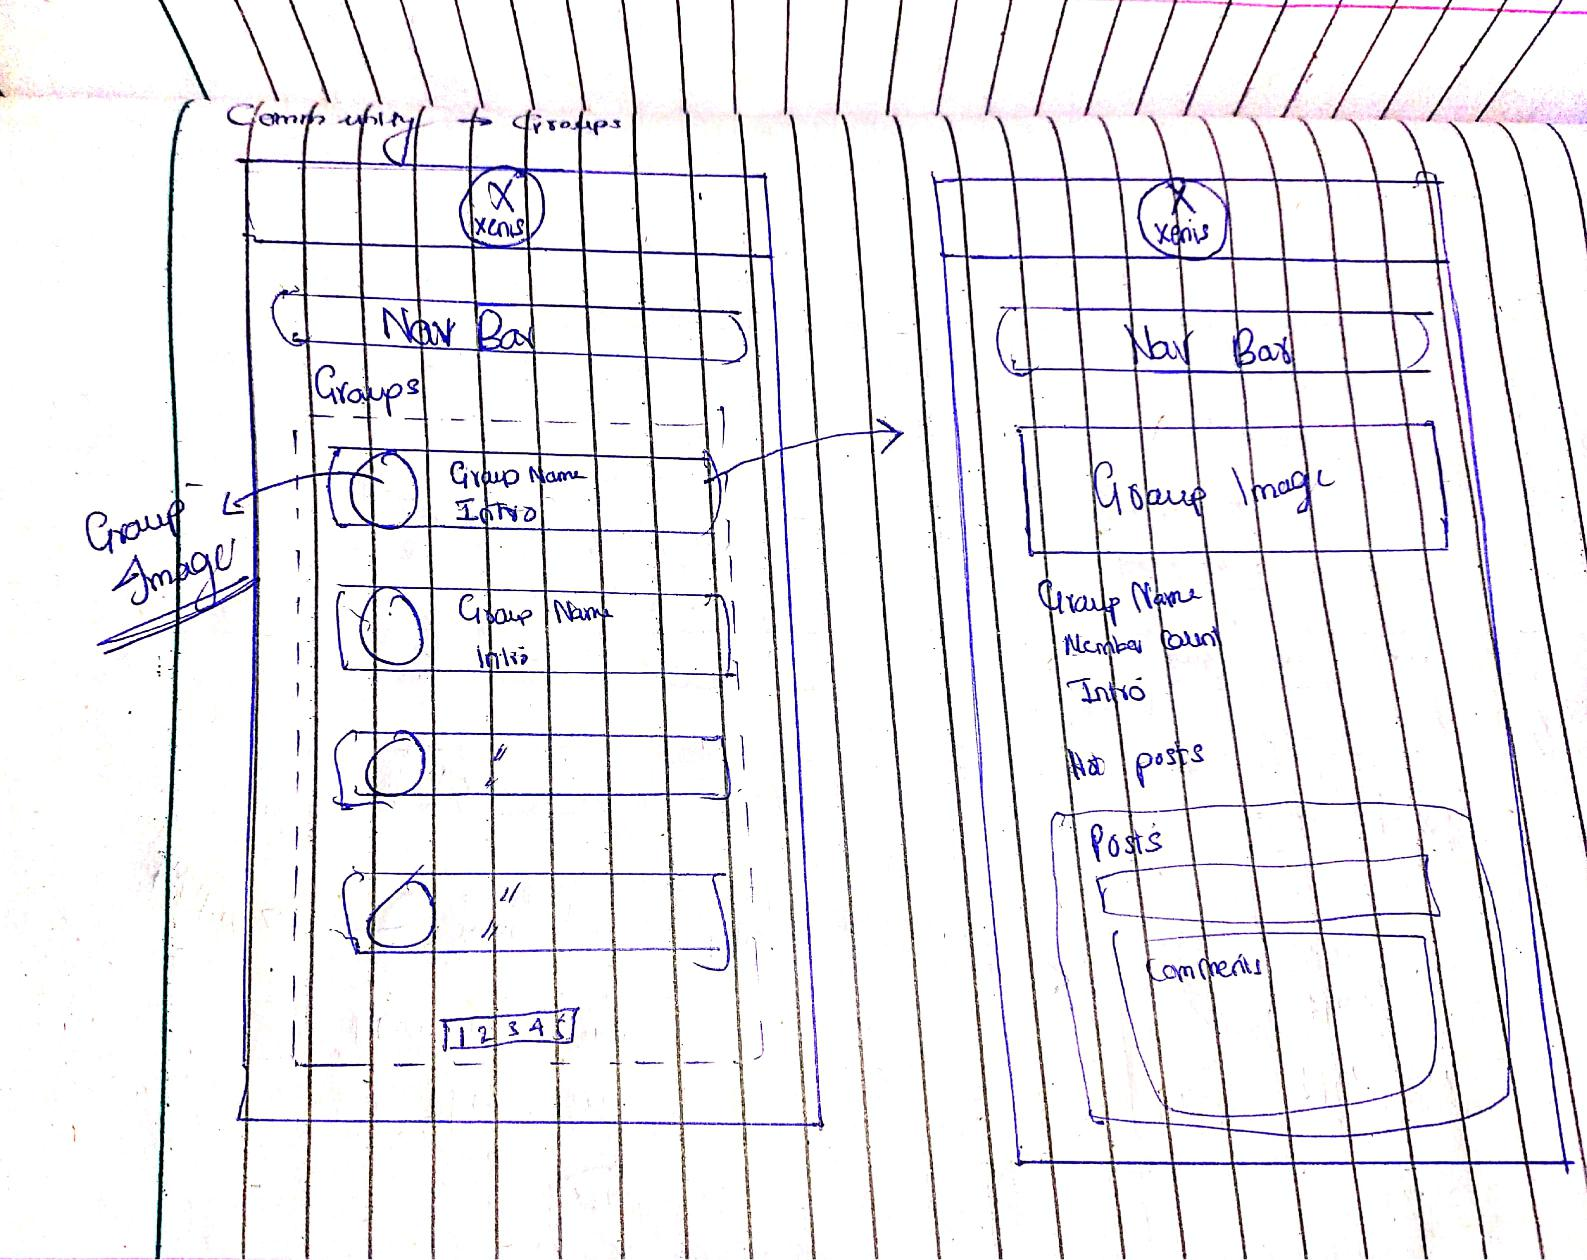 Community → Groups
X
xenis
Nav Bar
Groups
Group Name
Intro
Group
Image
Group Name
Intro
"
"
"
"
1 2 3 4 5
X
xenis
Nav Bar
Group Image
Group Name
Member Count
Intro
Hot posts
Posts
Comments